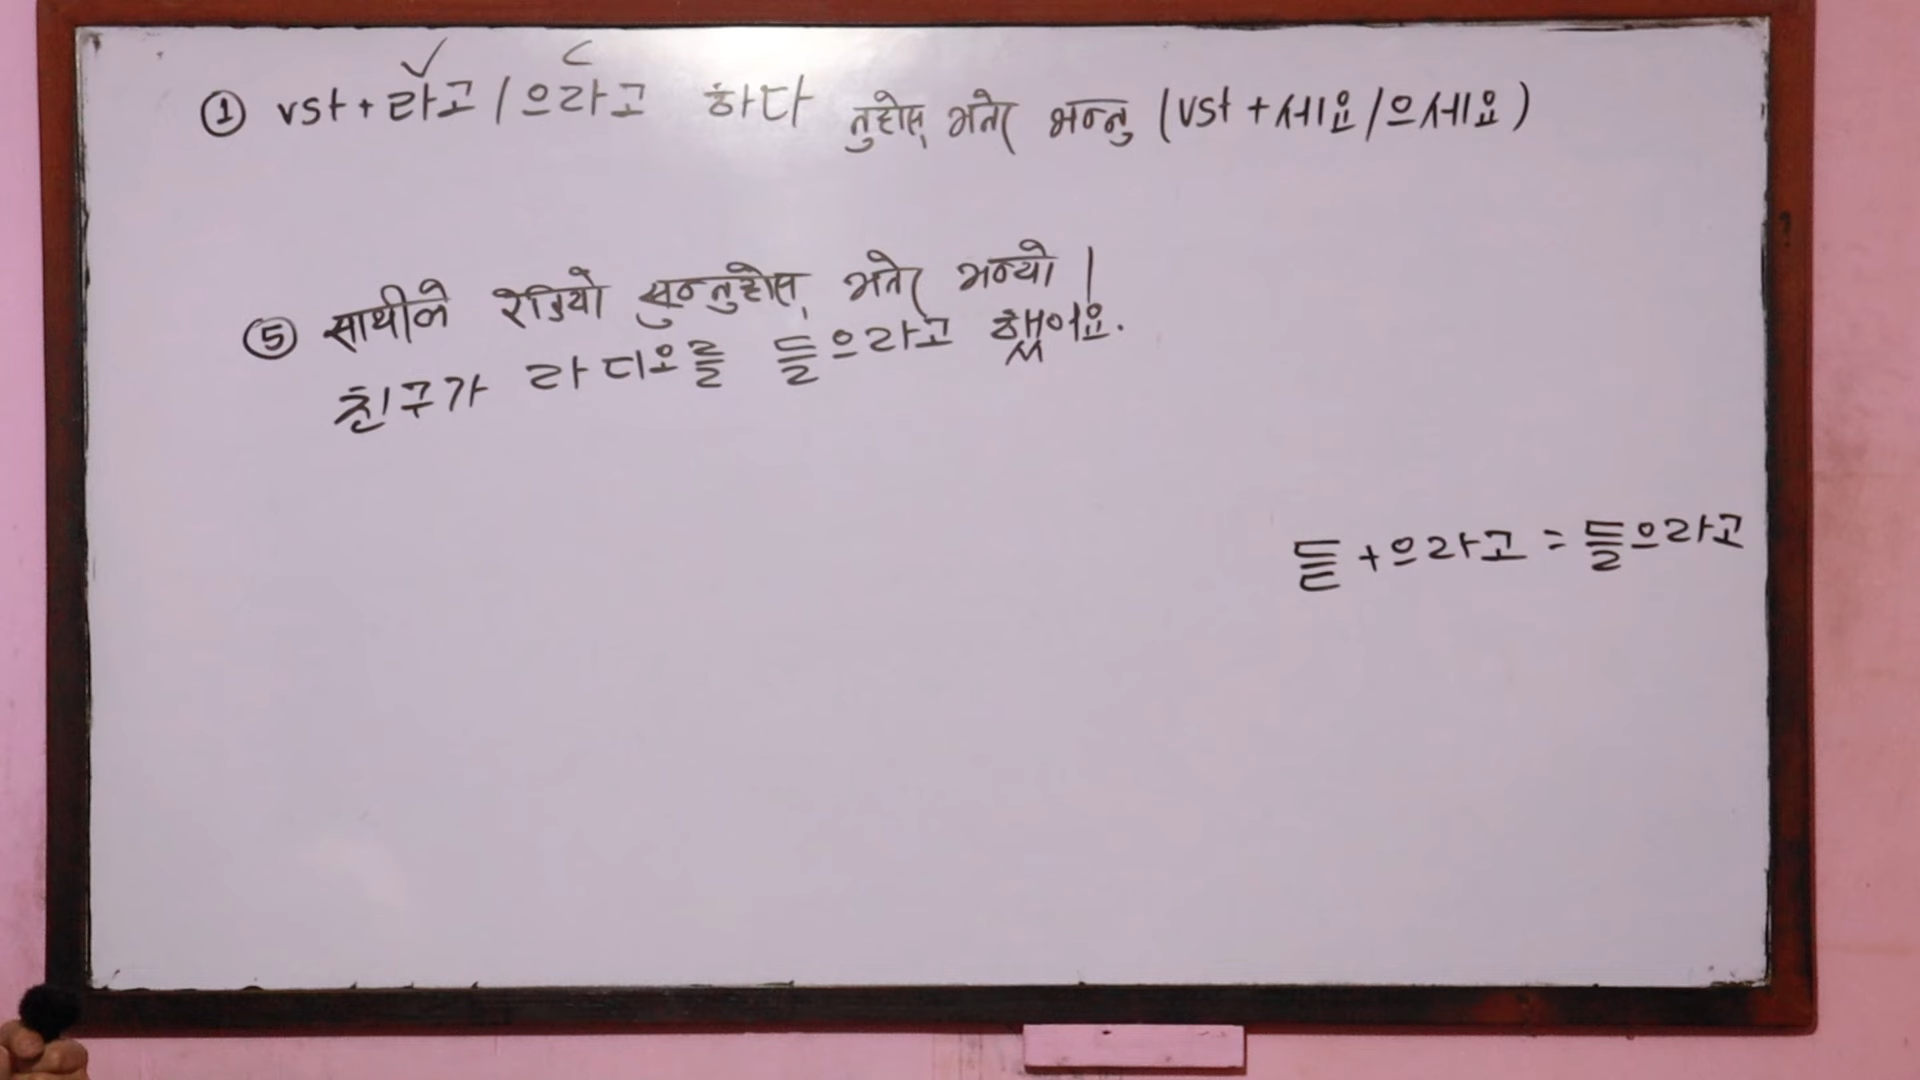 ① vst + 라고 / 으라고 하다 नुहोस् भनेर भन्नु (vst + 세요/으세요)
⑤ साथीले रेडियो सुन्नुहोस् भनेर भन्यो |
친구가 라디오를 들으라고 했어요.
듣 + 으라고 = 들으라고